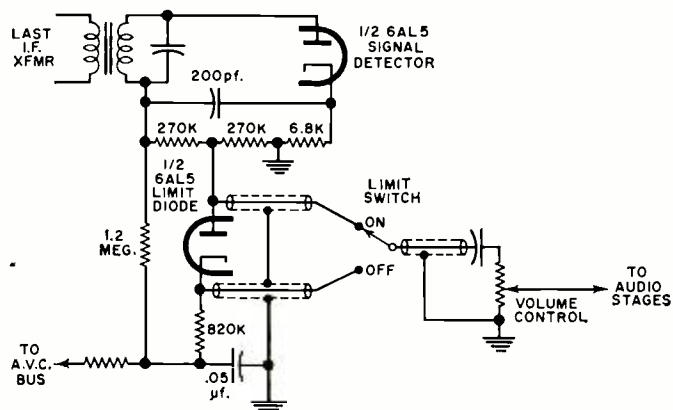 LAST
I.F.
XFMR
1/2 6AL5
SIGNAL
DETECTOR
200pf.
270K
270K
6.8K
1/2
6AL5
LIMIT
DIODE
LIMIT
SWITCH
ON
OFF
1.2
MEG.
820K
.05
μf.
TO
A.V.C.
BUS
VOLUME
CONTROL
TO
AUDIO
STAGES